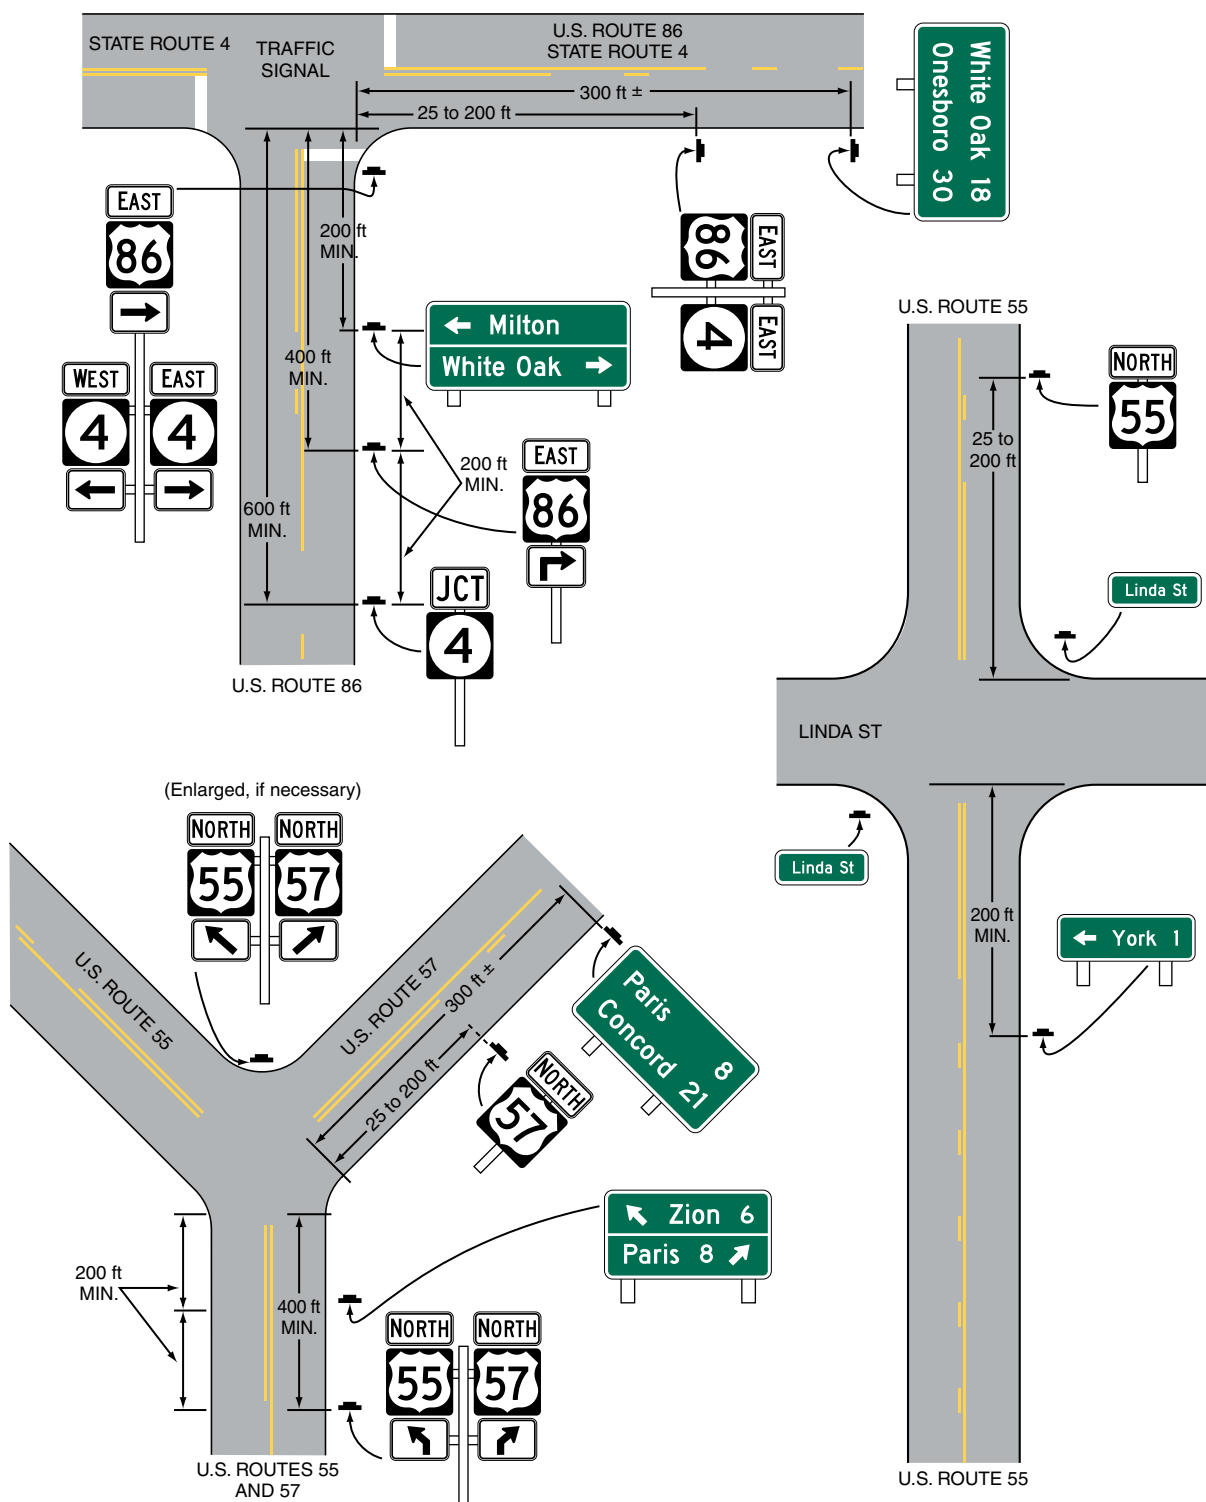 STATE ROUTE 4
TRAFFIC
SIGNAL
U.S. ROUTE 86
STATE ROUTE 4
300 ft ±
25 to 200 ft
White Oak 18
Onesboro 30
EAST
86
200 ft
MIN.
86
EAST
4
EAST
Milton
White Oak
400 ft
MIN.
WEST
EAST
4
4
200 ft
MIN.
EAST
86
600 ft
MIN.
JCT
4
U.S. ROUTE 86
U.S. ROUTE 55
NORTH
55
25 to
200 ft
Linda St
LINDA ST
Linda St
200 ft
MIN.
York 1
U.S. ROUTE 55
(Enlarged, if necessary)
NORTH
NORTH
55
57
U.S. ROUTE 55
U.S. ROUTE 57
300 ft ±
25 to 200 ft
Paris 8
Concord 21
NORTH
57
Zion 6
Paris 8
200 ft
MIN.
400 ft
MIN.
NORTH
NORTH
55
57
U.S. ROUTES 55
AND 57